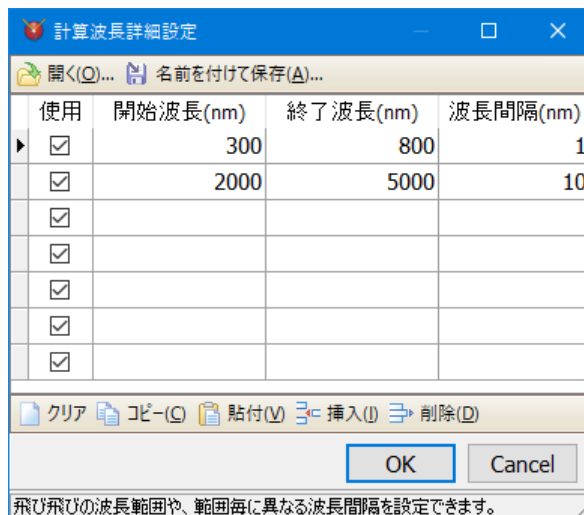 計算波長詳細設定
開く(O)... 名前を付けて保存(A)...
使用 開始波長(nm) 終了波長(nm) 波長間隔(nm)
300 800 1
2000 5000 10
クリア コピー(C) 貼付(V) 挿入(I) 削除(D)
OK Cancel
飛び飛びの波長範囲や、範囲毎に異なる波長間隔を設定できます。